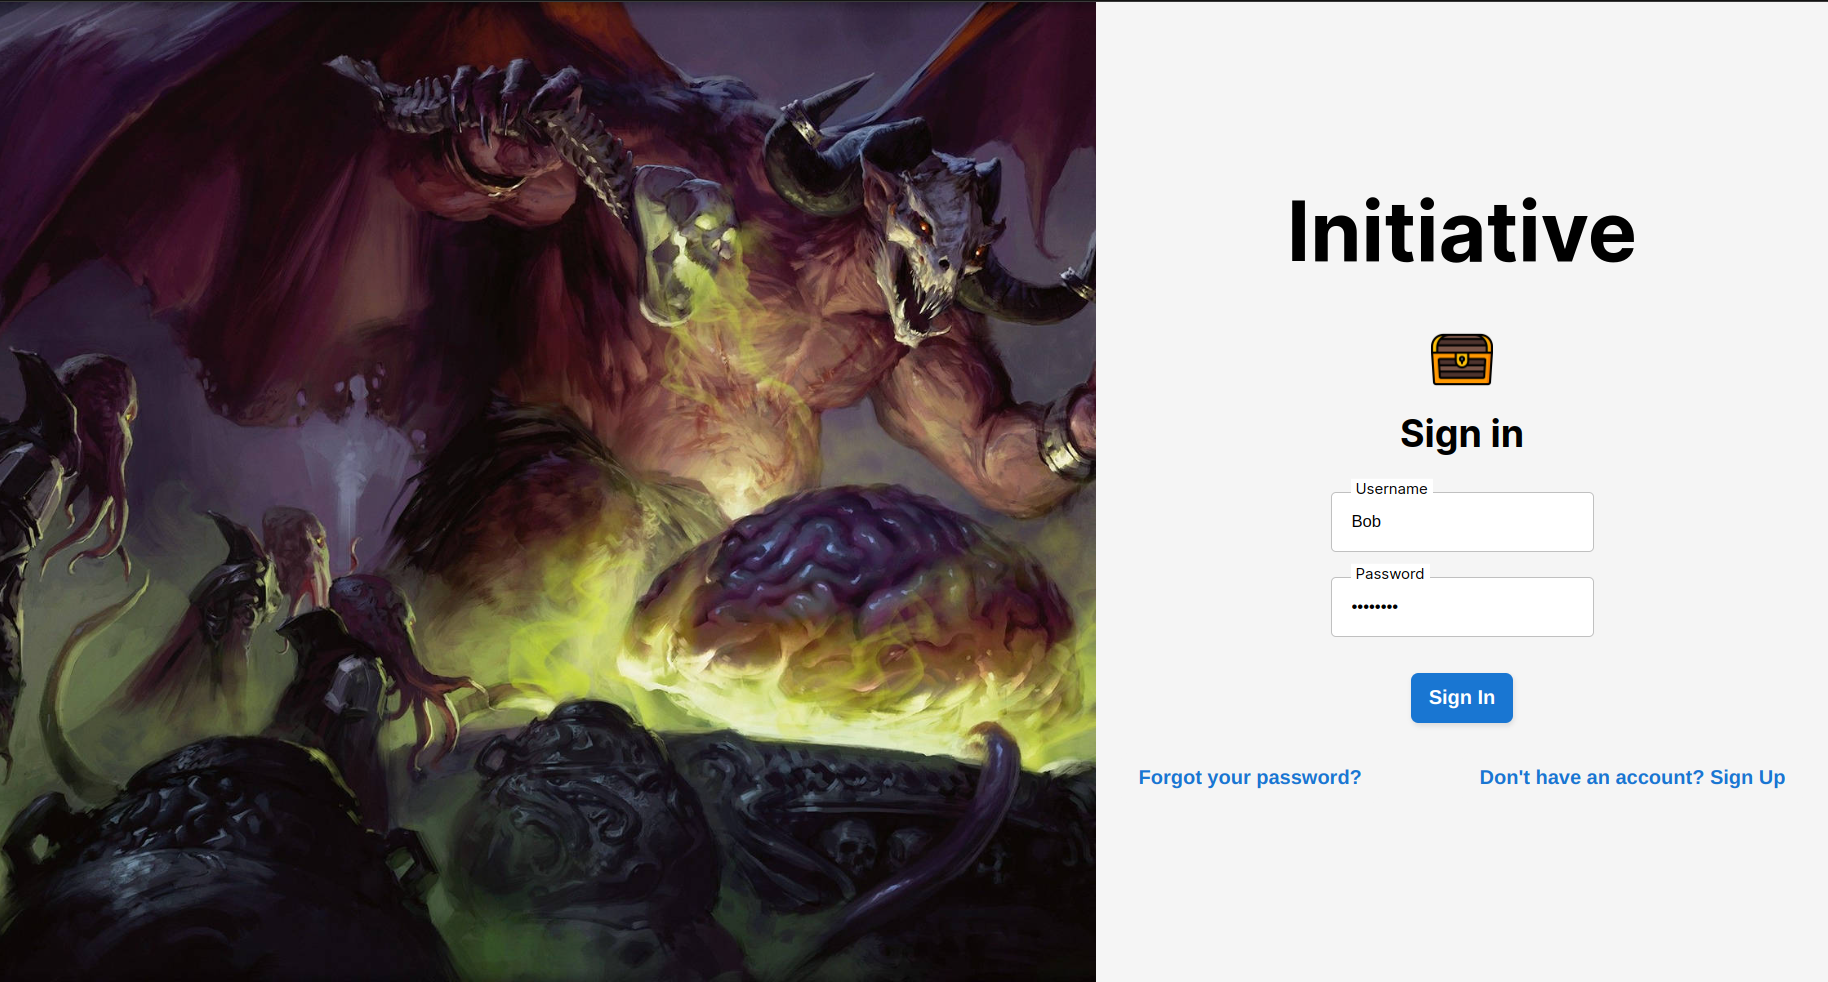 Initiative
Sign in
Username
Bob
Password
••••••••
Sign In
Forgot your password?
Don't have an account? Sign Up